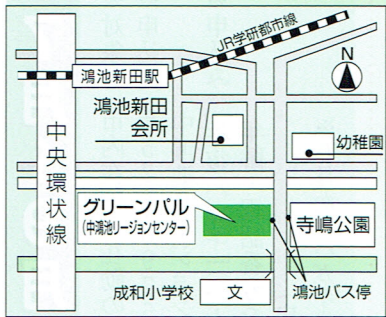 JR学研都市線
N
鴻池新田駅
鴻池新田
会所
幼稚園
中央環状線
グリーンパル
(中鴻池リージョンセンター)
寺嶋公園
成和小学校
文
鴻池バス停